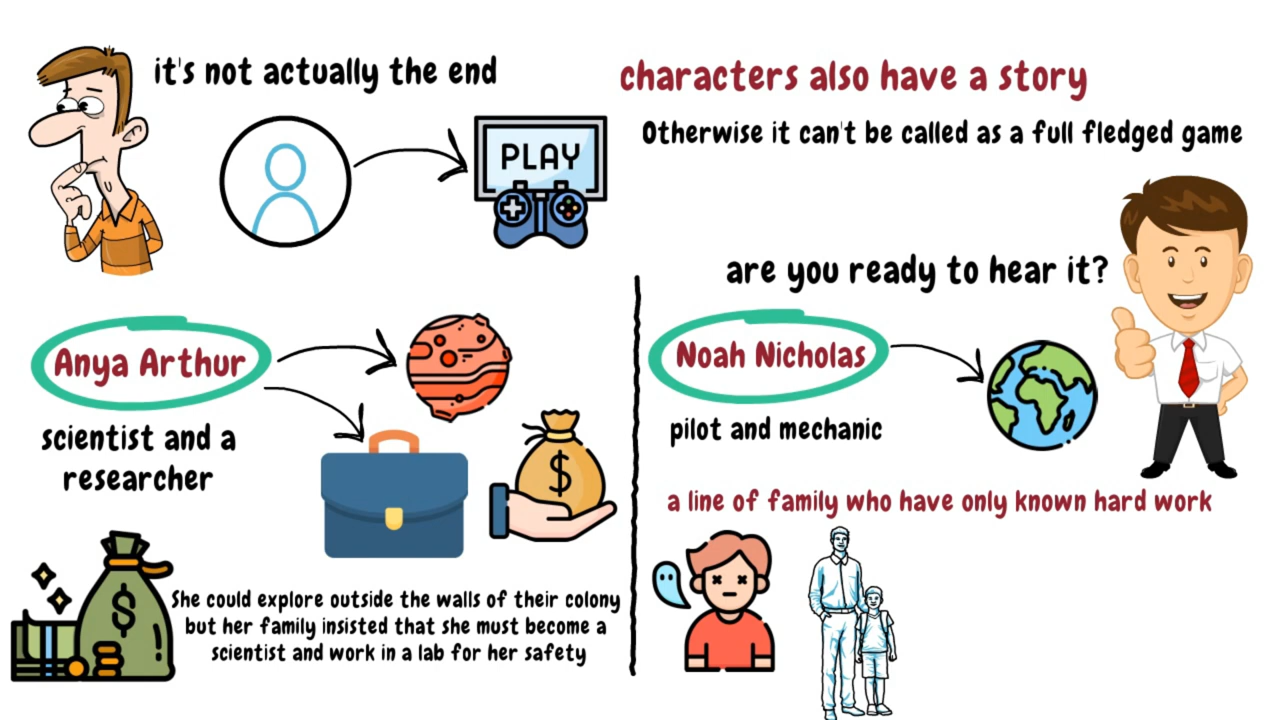 it's not actually the end
PLAY
characters also have a story
Otherwise it can't be called as a full fledged game
are you ready to hear it?
Anya Arthur
scientist and a
researcher
$
$
She could explore outside the walls of their colony
but her family insisted that she must become a
scientist and work in a lab for her safety
Noah Nicholas
pilot and mechanic
a line of family who have only known hard work